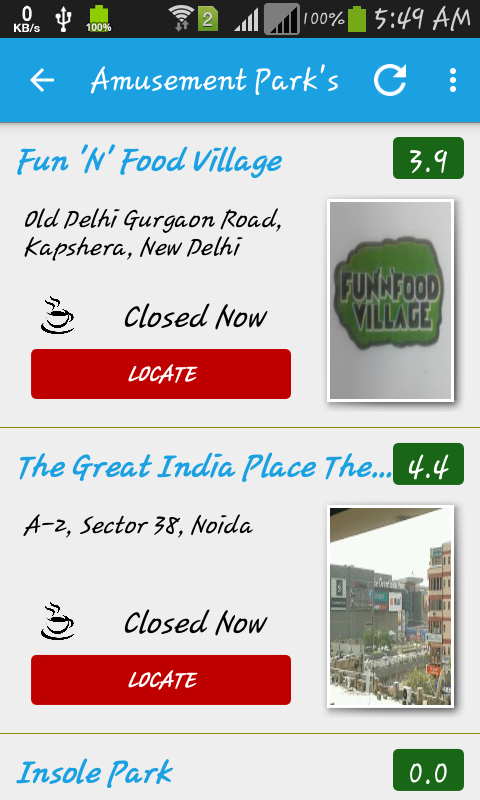 0
KB/s
100%
2
100%
5:49 AM
Amusement Park's
Fun 'N' Food Village
3.9
Old Delhi Gurgaon Road,
Kapshera, New Delhi
FUN'N'FOOD
VILLAGE
Closed Now
LOCATE
The Great India Place The...
4.4
A-2, Sector 38, Noida
Closed Now
LOCATE
Insole Park
0.0